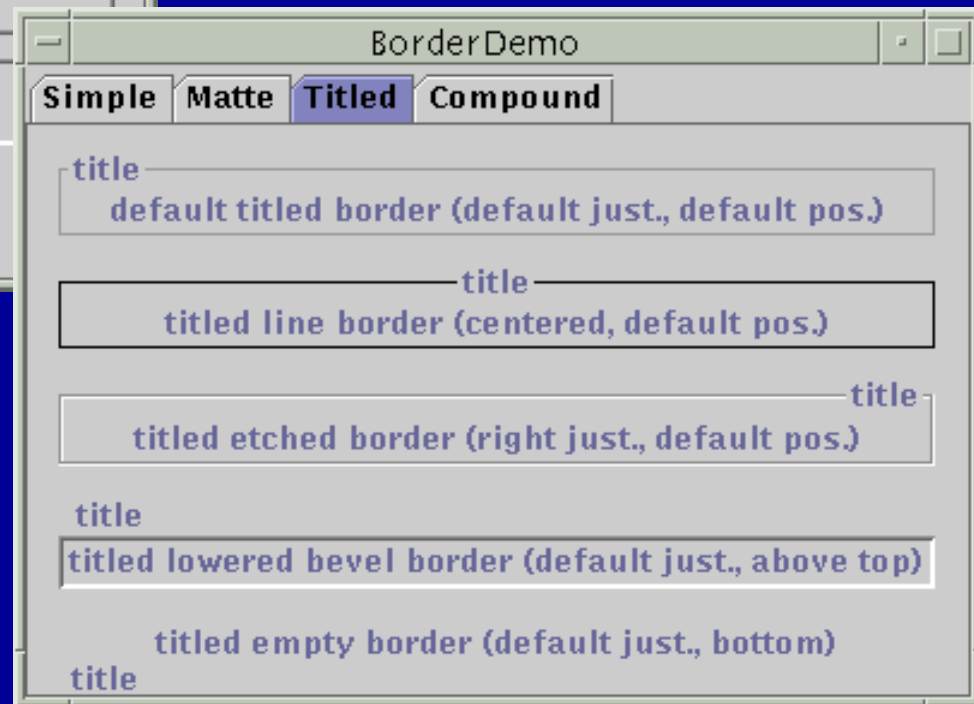 BorderDemo
Simple Matte Titled Compound
title
default titled border (default just., default pos.)
title
titled line border (centered, default pos.)
title
titled etched border (right just., default pos.)
title
titled lowered bevel border (default just., above top)
titled empty border (default just., bottom)
title